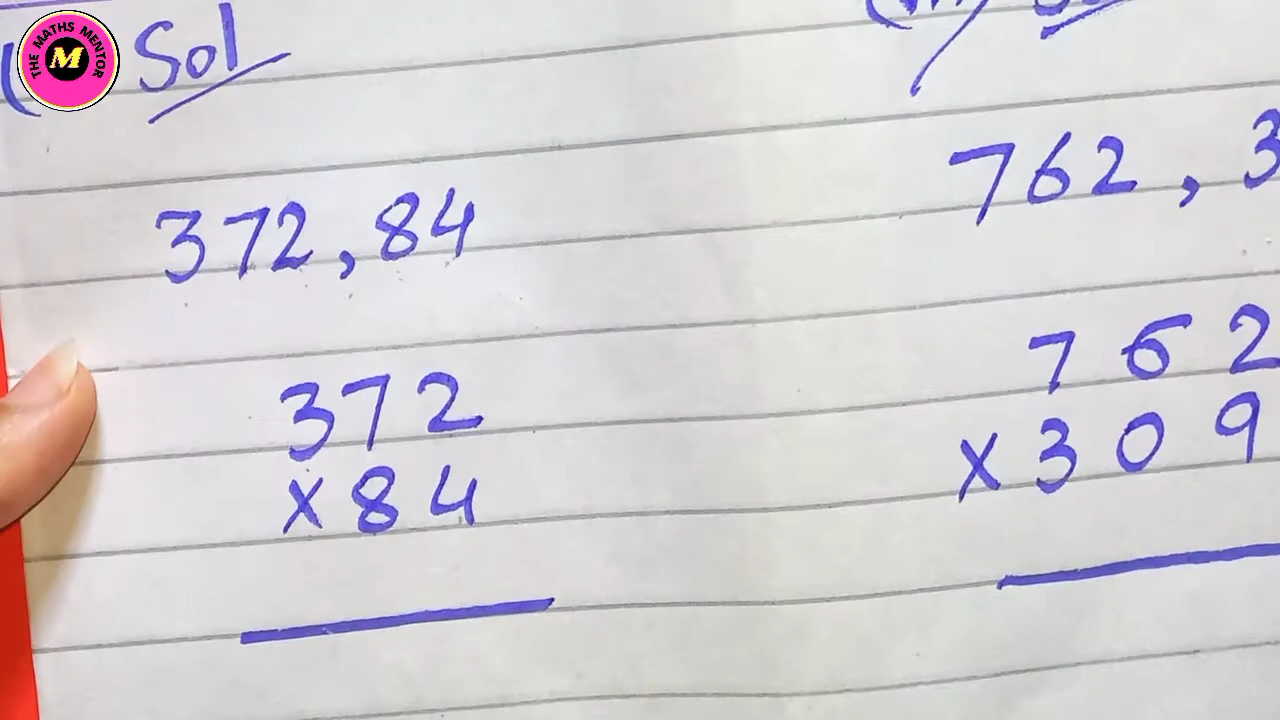 THE MATHS MENTOR
M
Sol
372, 84
762, 3
372
x 84
762
x 309